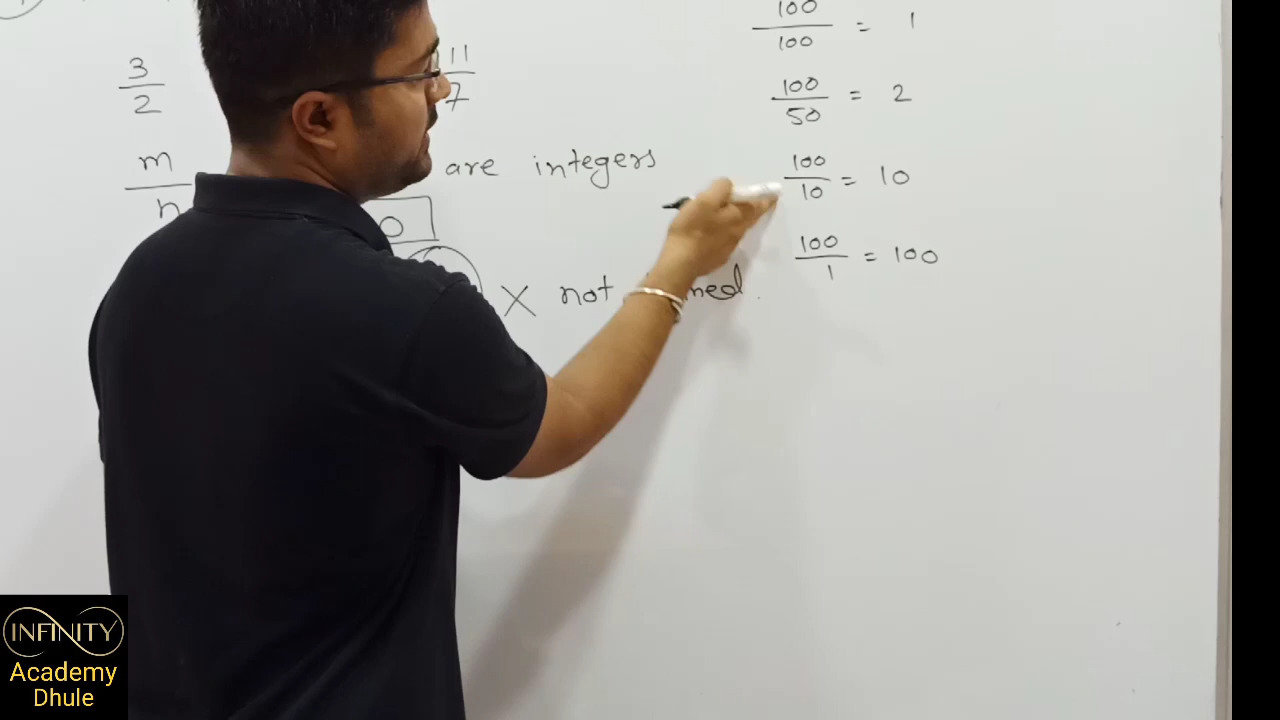 3/2 11/7
m/n are integers
0
X not
100/100 = 1
100/50 = 2
100/10 = 10
100/1 = 100
INFINITY
Academy
Dhule